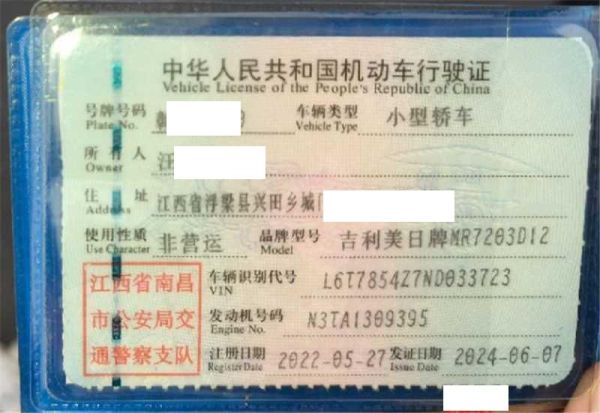 中华人民共和国机动车行驶证
Vehicle License of the People's Republic of China
号牌号码 Plate No. 9 车辆类型 Vehicle Type 小型轿车
所有人 Owner 汪
住址 Address 江西省浮梁县兴田乡城门
使用性质 Use Character 非营运 品牌型号 Model 吉利美日牌MR7203D12
江西省南昌
市公安局交
通警察支队
车辆识别代号 VIN L6T7854Z7ND033723
发动机号码 Engine No. N3TA1309395
注册日期 Register Date 2022-05-27 发证日期 Issue Date 2024-06-07